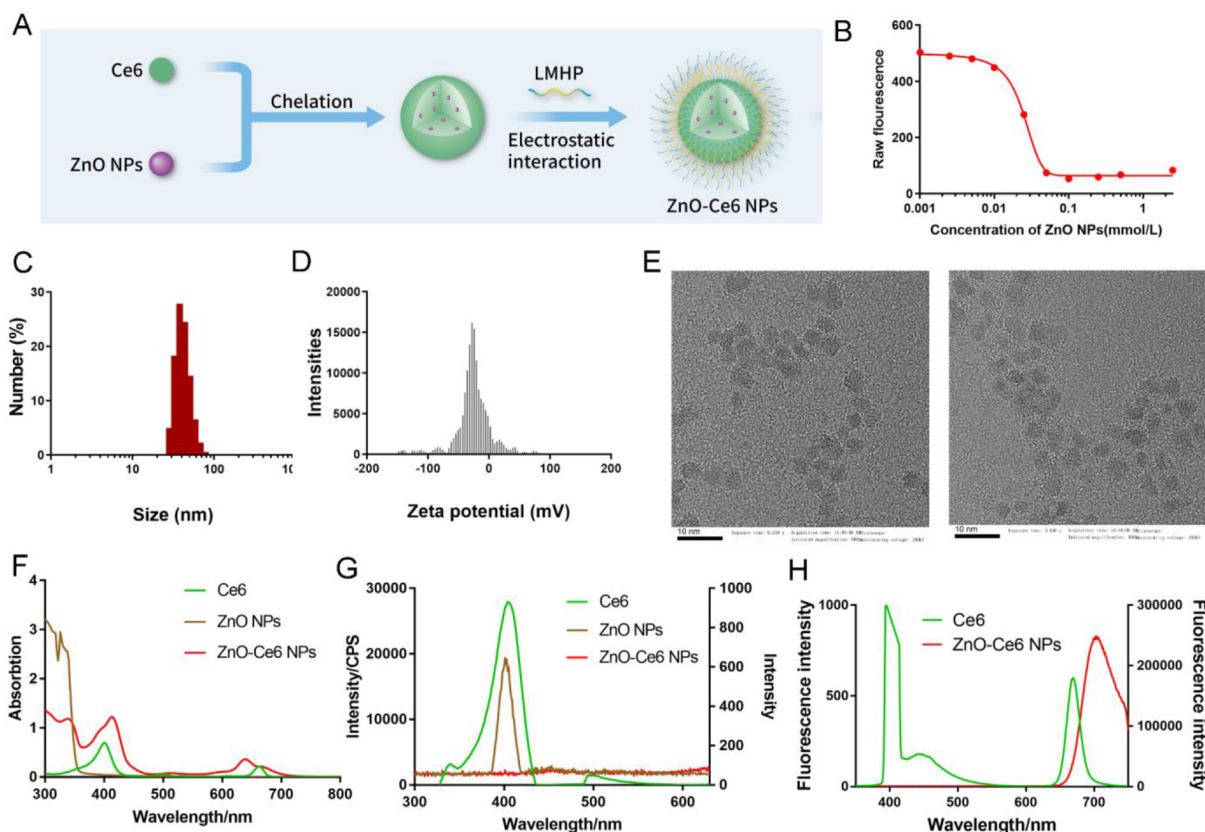 A
Ce6
ZnO NPs
Chelation
LMHP
Electrostatic
interaction
ZnO-Ce6 NPs
B
Raw flourescence
600
400
200
0
0.001
0.01
0.1
1
Concentration of ZnO NPs(mmol/L)
C
Number (%)
30
20
10
0
1
10
100
Size (nm)
D
Intensities
20000
15000
10000
5000
0
-200
-100
0
100
200
Zeta potential (mV)
E
10 nm
10 nm
F
Absorbtion
4
3
2
1
0
300
400
500
600
700
800
Wavelength/nm
Ce6
ZnO NPs
ZnO-Ce6 NPs
G
Intensity/CPS
30000
20000
10000
0
300
400
500
600
Wavelength/nm
Ce6
ZnO NPs
ZnO-Ce6 NPs
1000
800
600
400
200
0
Intensity
H
Fluorescence intensity
1000
500
0
400
500
600
700
Wavelength/nm
Ce6
ZnO-Ce6 NPs
300000
200000
100000
0
Fluorescence intensity